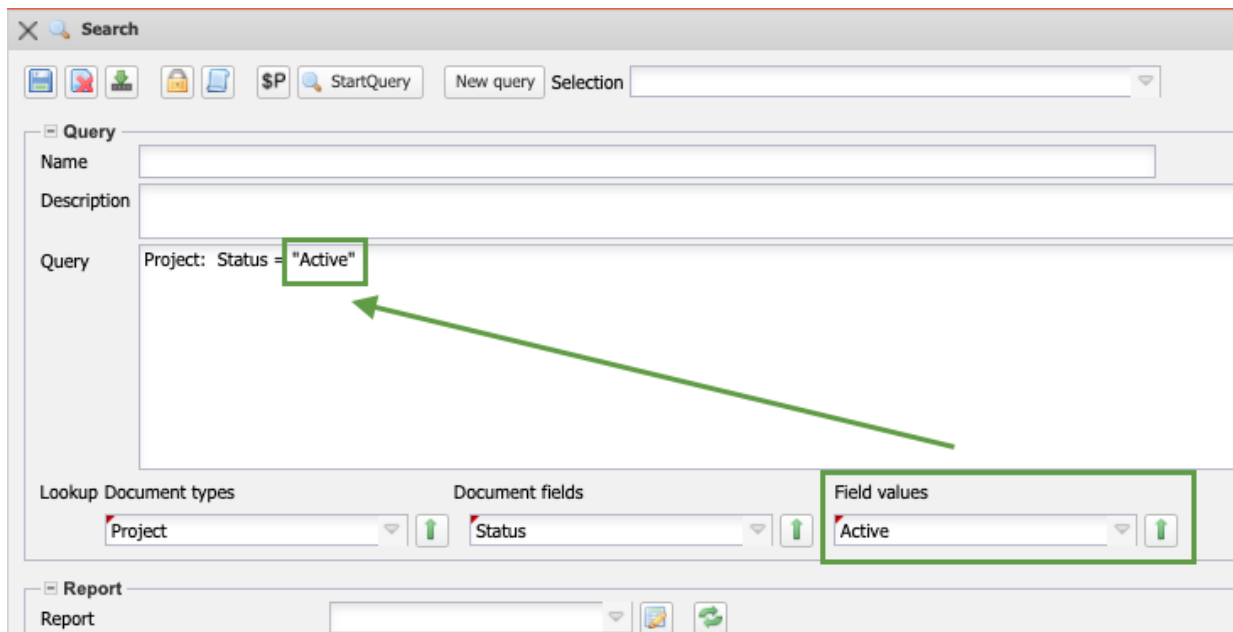 Search
$P StartQuery New query Selection
Query
Name
Description
Query Project: Status = "Active"
Lookup Document types Document fields Field values
Project Status Active
Report
Report